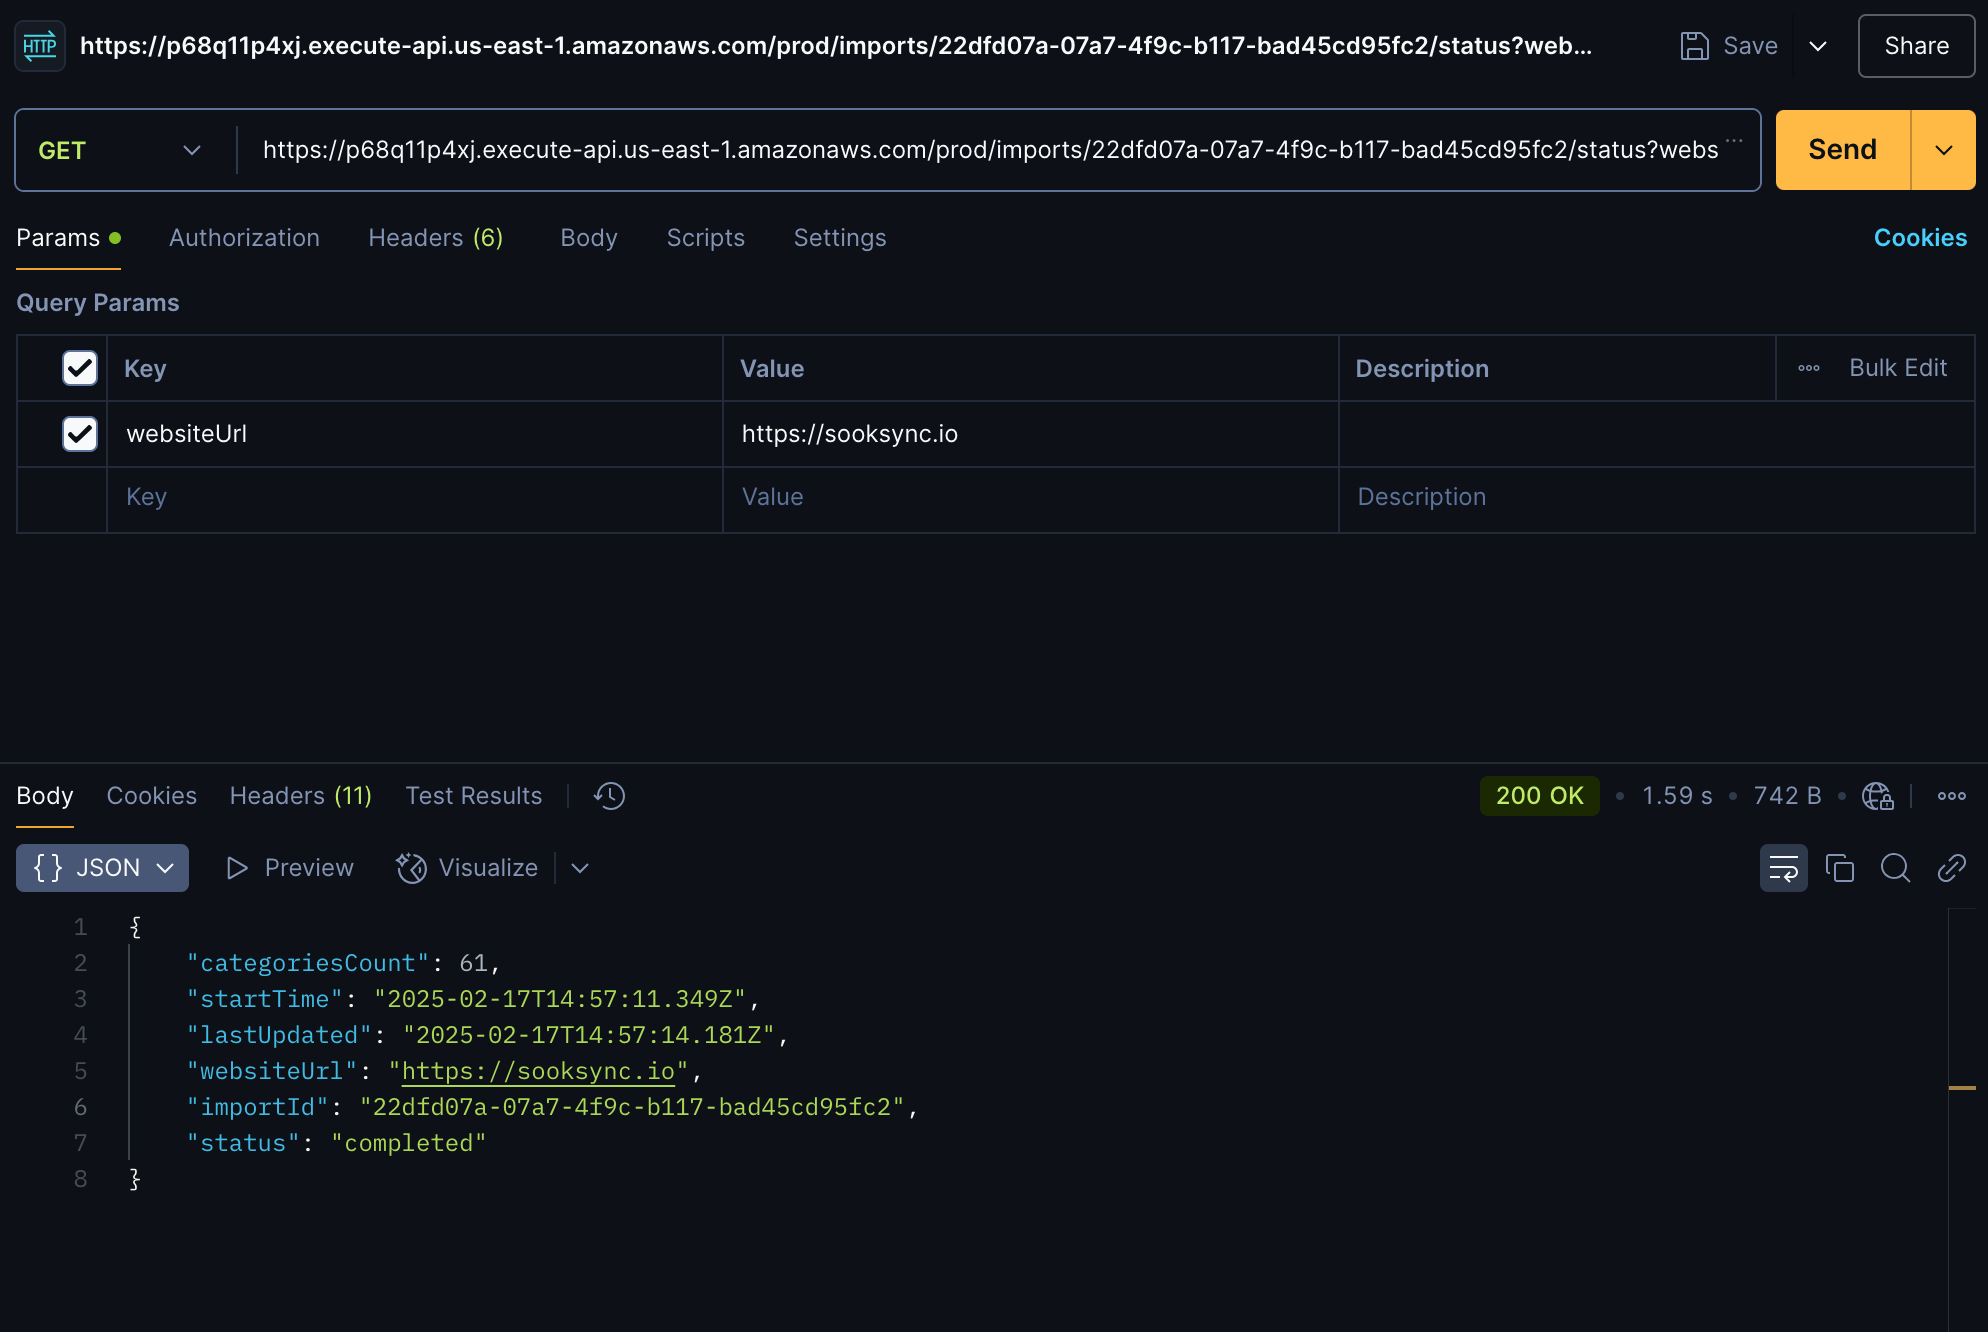 HTTP https://p68q11p4xj.execute-api.us-east-1.amazonaws.com/prod/imports/22dfd07a-07a7-4f9c-b117-bad45cd95fc2/status?web... Save Share
GET https://p68q11p4xj.execute-api.us-east-1.amazonaws.com/prod/imports/22dfd07a-07a7-4f9c-b117-bad45cd95fc2/status?webs ... Send
Params Authorization Headers (6) Body Scripts Settings Cookies
Query Params
Key Value Description Bulk Edit
websiteUrl https://sooksync.io
Key Value Description
Body Cookies Headers (11) Test Results 200 OK • 1.59 s • 742 B •
{} JSON Preview Visualize
1 {
2 "categoriesCount": 61,
3 "startTime": "2025-02-17T14:57:11.349Z",
4 "lastUpdated": "2025-02-17T14:57:14.181Z",
5 "websiteUrl": "https://sooksync.io",
6 "importId": "22dfd07a-07a7-4f9c-b117-bad45cd95fc2",
7 "status": "completed"
8 }